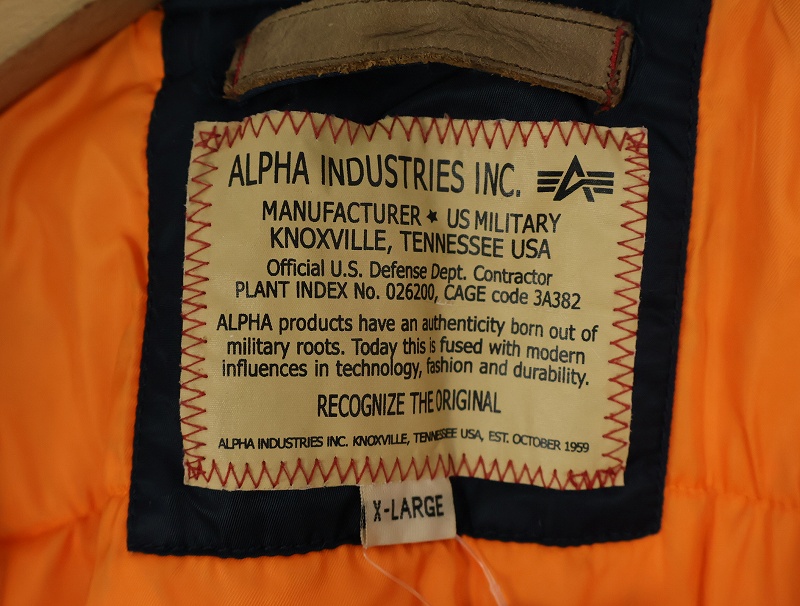 ALPHA INDUSTRIES INC.
MANUFACTURER ★ US MILITARY
KNOXVILLE, TENNESSEE USA
Official U.S. Defense Dept. Contractor
PLANT INDEX No. 026200, CAGE code 3A382
ALPHA products have an authenticity born out of
military roots. Today this is fused with modern
influences in technology, fashion and durability.
RECOGNIZE THE ORIGINAL
ALPHA INDUSTRIES INC. KNOXVILLE, TENNESSEE USA, EST. OCTOBER 1959
X-LARGE